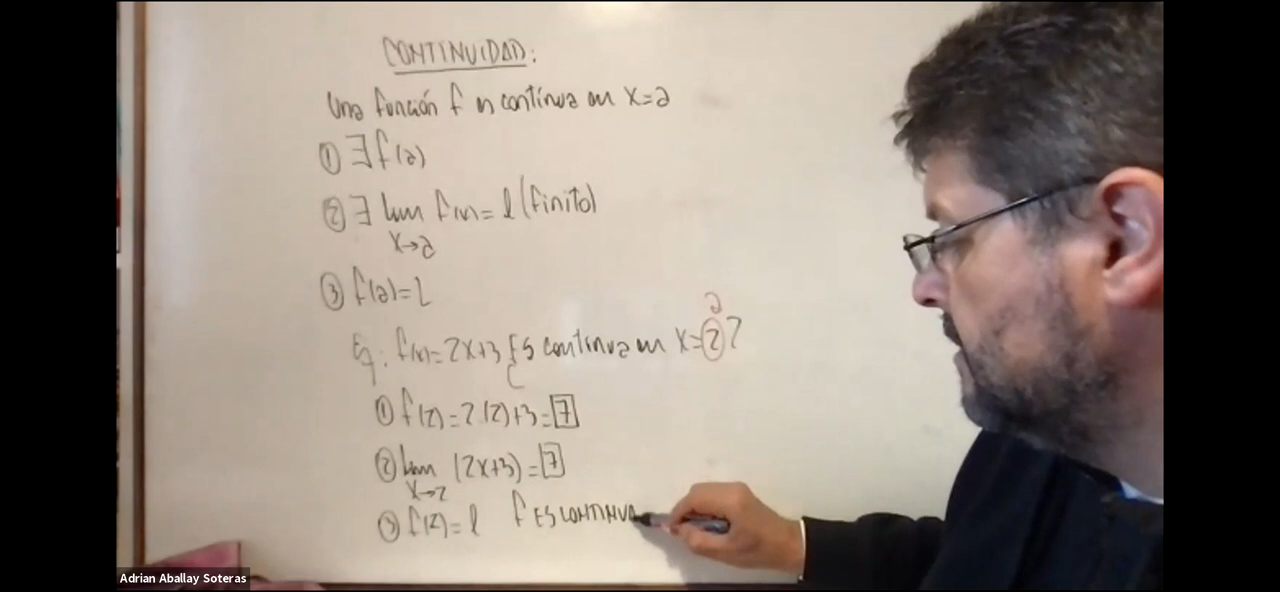 CONTINUIDAD:
Una función f es continua en x=a
① ∃ f(a)
② ∃ lim f(x) = l (finito)
x→a
③ f(a)=L
a
Ej: f(x)=2x+3 ¿Es continua en x=2?
① f(2)=2(2)+3=7
② lim (2x+3)=7
x→2
③ f(2)=l f ES CONTINUA
Adrian Aballay Soteras